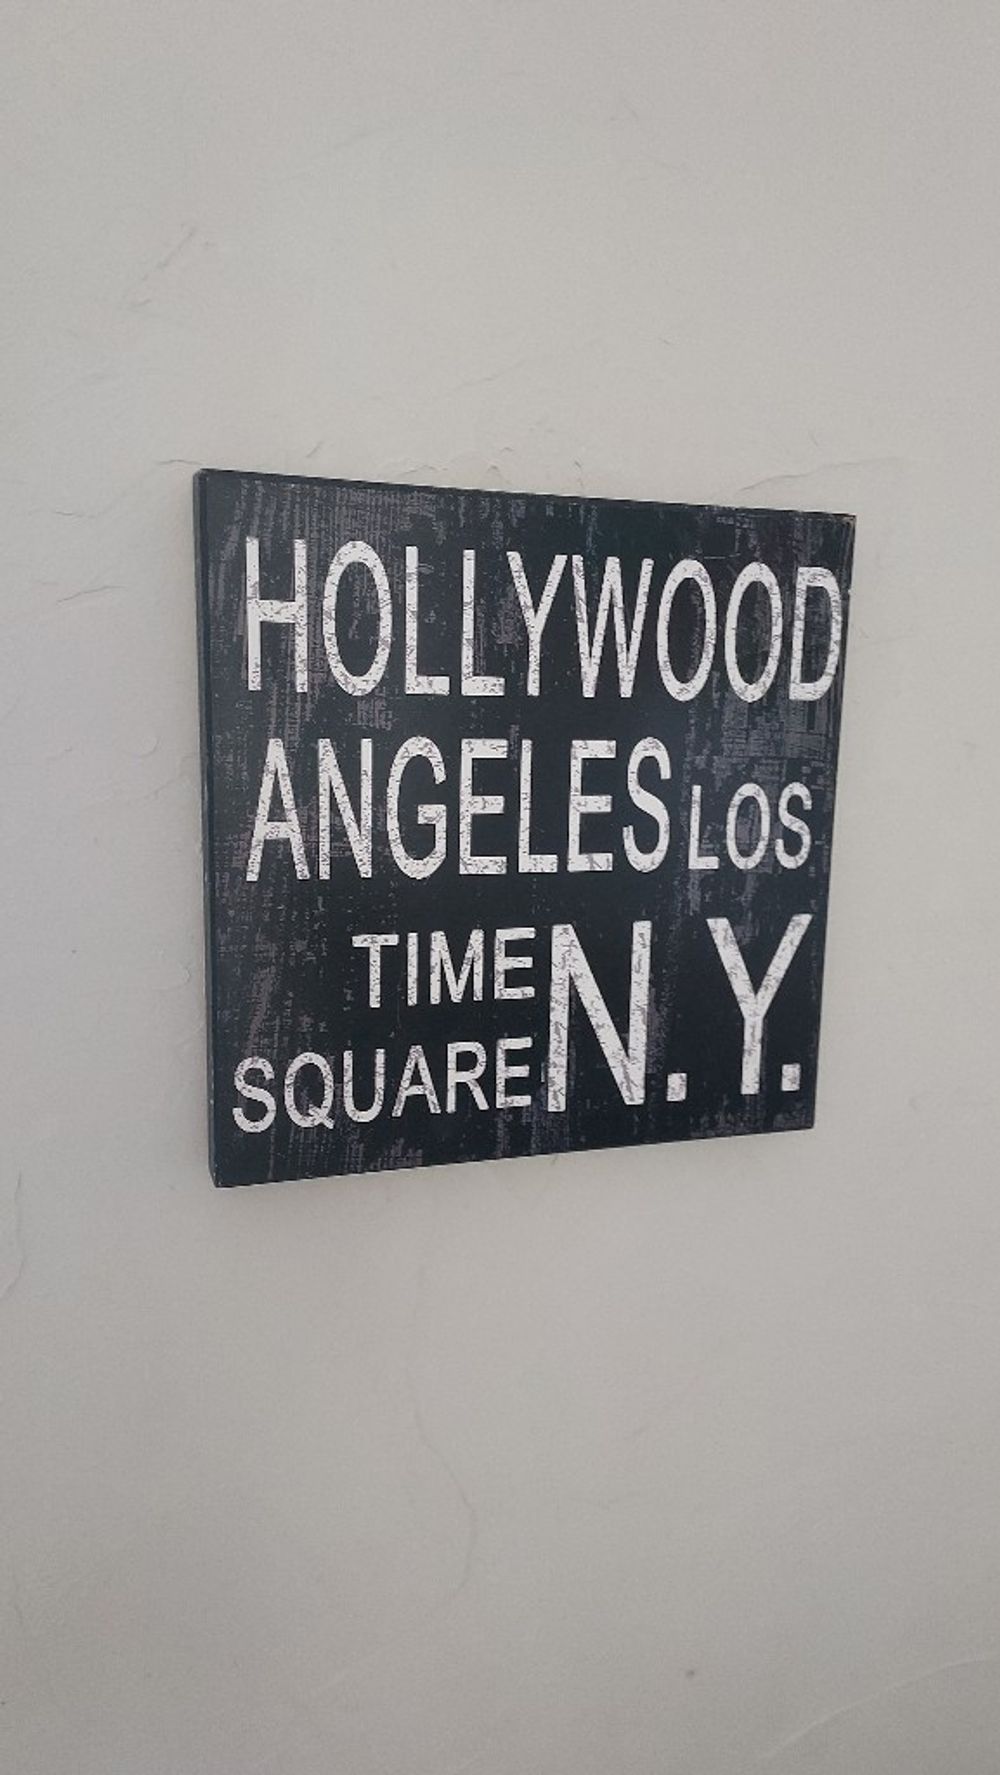 HOLLYWOOD
ANGELES LOS
TIME
SQUARE
N. Y.